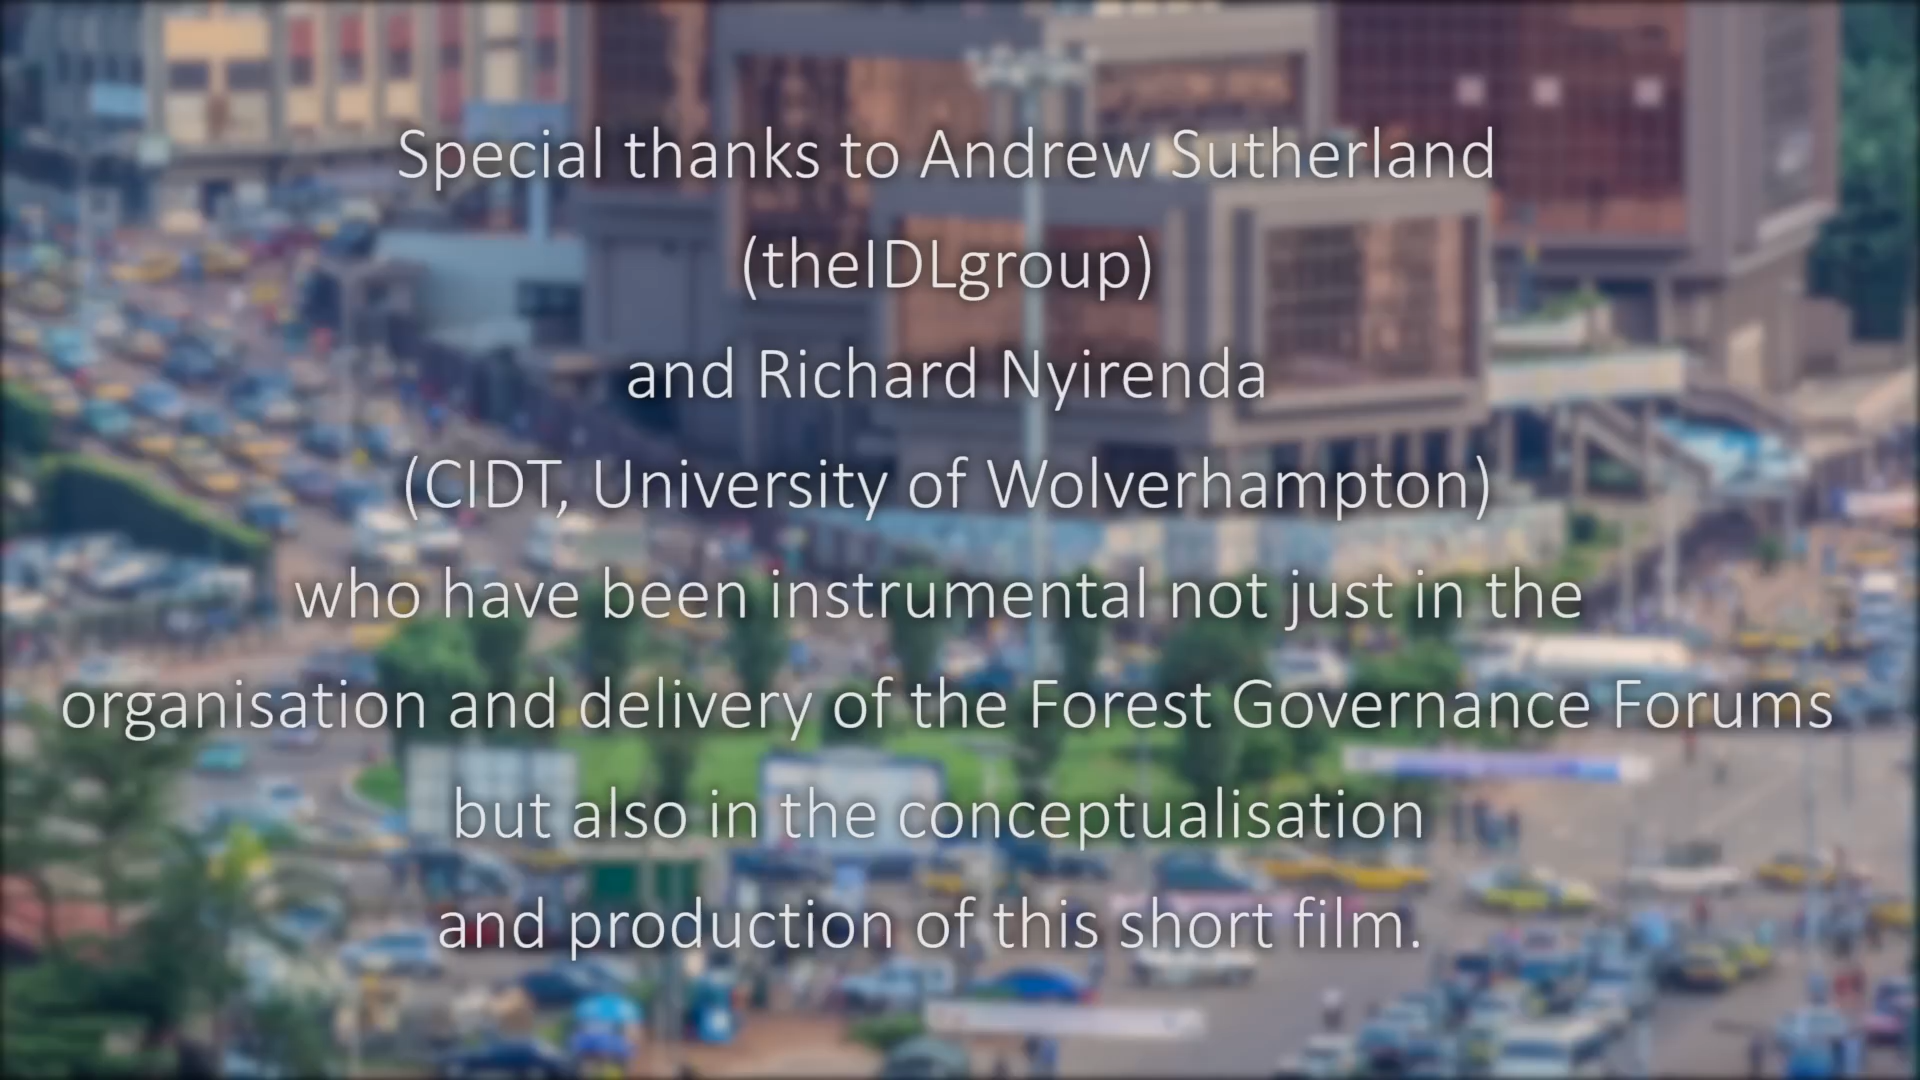 Special thanks to Andrew Sutherland
(theIDLgroup)
and Richard Nyirenda
(CIDT, University of Wolverhampton)
who have been instrumental not just in the
organisation and delivery of the Forest Governance Forums
but also in the conceptualisation
and production of this short film.